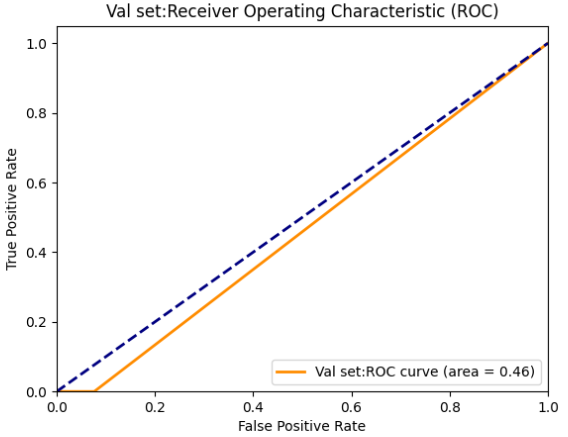 Val set:Receiver Operating Characteristic (ROC)
True Positive Rate
1.0
0.8
0.6
0.4
0.2
0.0
Val set:ROC curve (area = 0.46)
0.0 0.2 0.4 0.6 0.8 1.0
False Positive Rate